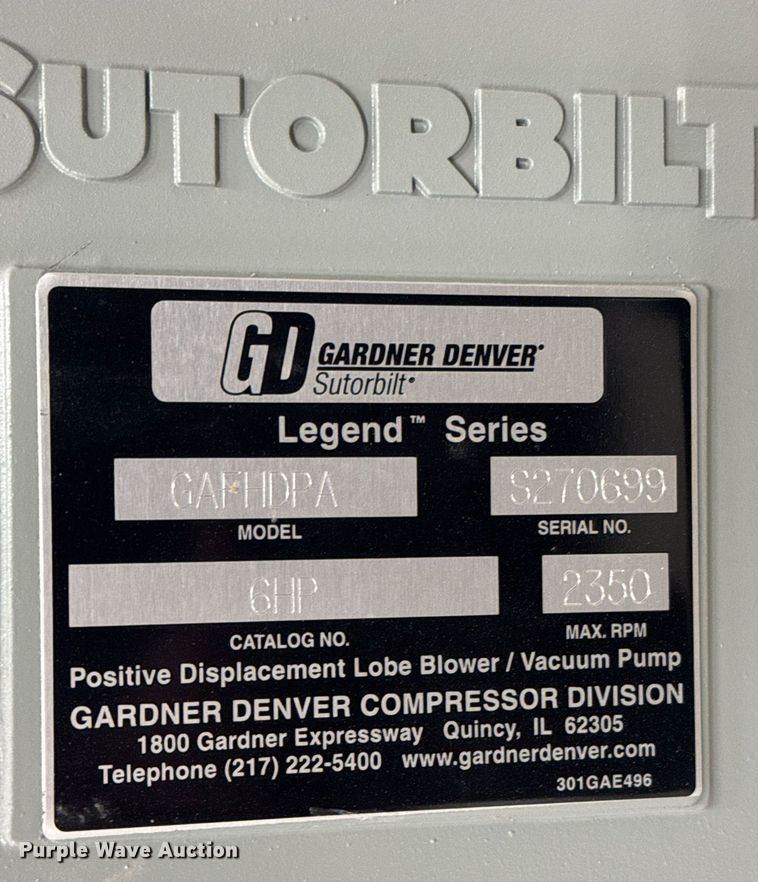 SUTORBILT
GD GARDNER DENVER
Sutorbilt
Legend™ Series
GAFHDPA S270699
MODEL SERIAL NO.
6HP 2350
CATALOG NO. MAX. RPM
Positive Displacement Lobe Blower / Vacuum Pump
GARDNER DENVER COMPRESSOR DIVISION
1800 Gardner Expressway Quincy, IL 62305
Telephone (217) 222-5400 www.gardnerdenver.com
301GAE496
Purple Wave Auction